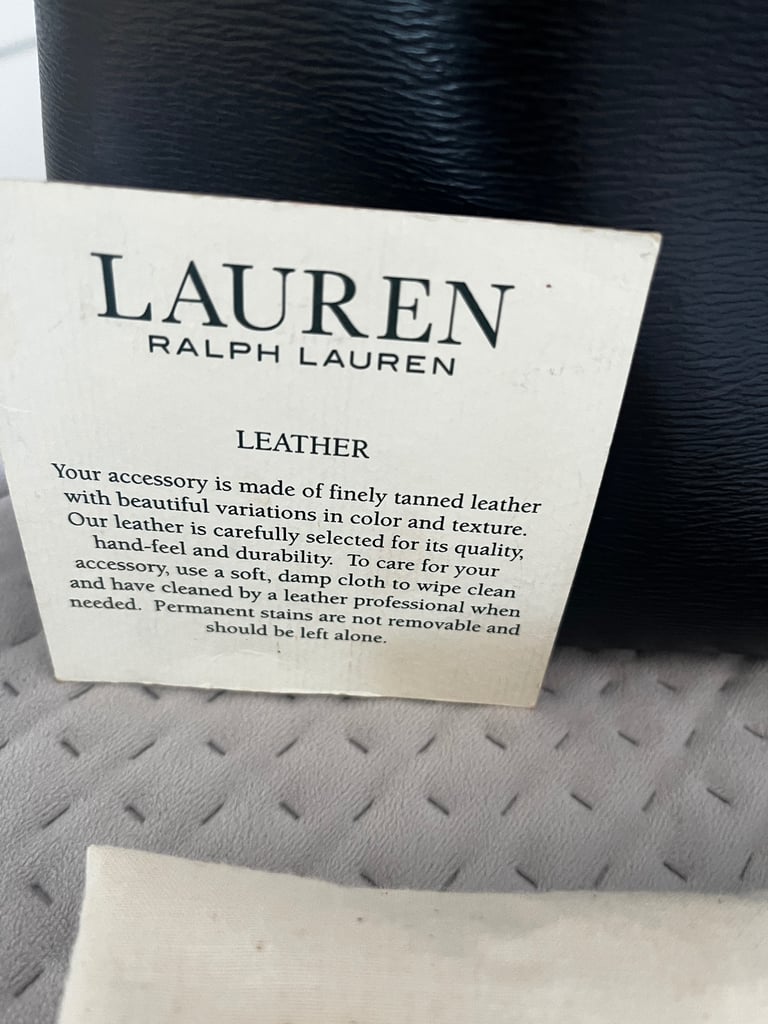 LAUREN
RALPH LAUREN
LEATHER
Your accessory is made of finely tanned leather
with beautiful variations in color and texture.
Our leather is carefully selected for its quality,
hand-feel and durability. To care for your
accessory, use a soft, damp cloth to wipe clean
and have cleaned by a leather professional when
needed. Permanent stains are not removable and
should be left alone.